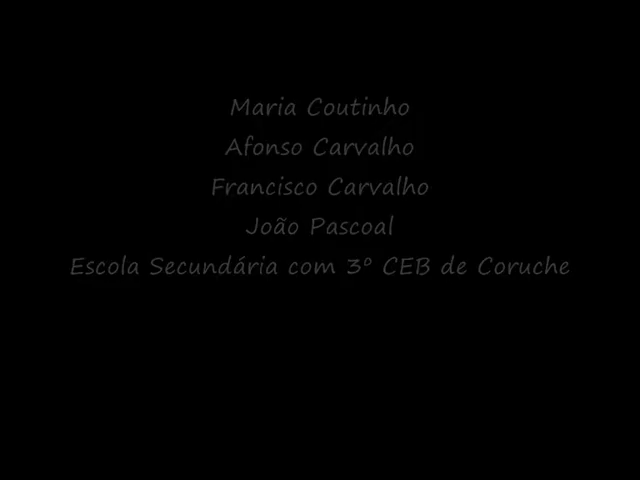 Maria Coutinho
Afonso Carvalho
Francisco Carvalho
João Pascoal
Escola Secundária com 3º CEB de Coruche